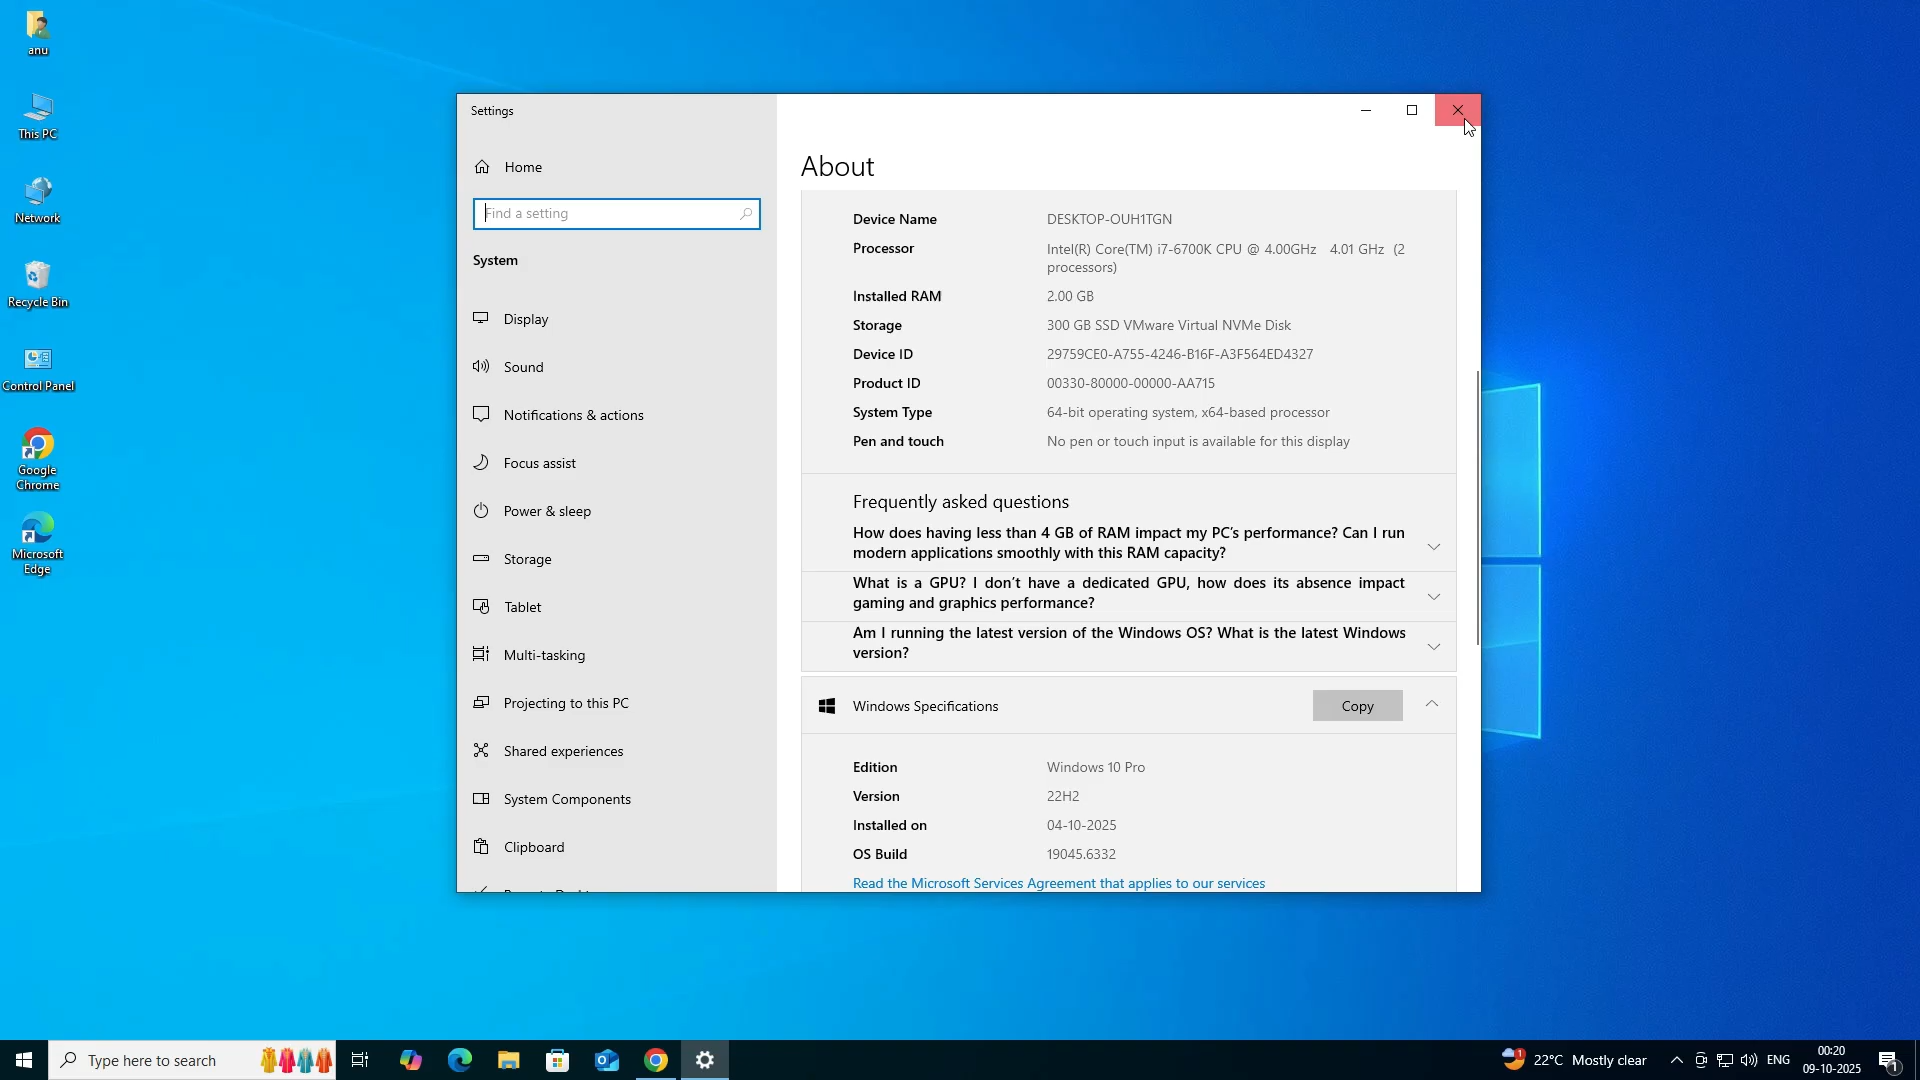 anu
This PC
Network
Recycle Bin
Control Panel
Google
Chrome
Microsoft
Edge
Settings
Home
Find a setting
System
Display
Sound
Notifications & actions
Focus assist
Power & sleep
Storage
Tablet
Multi-tasking
Projecting to this PC
Shared experiences
System Components
Clipboard
About
Device Name DESKTOP-OUH1TGN
Processor Intel(R) Core(TM) i7-6700K CPU @ 4.00GHz 4.01 GHz (2
processors)
Installed RAM 2.00 GB
Storage 300 GB SSD VMware Virtual NVMe Disk
Device ID 29759CE0-A755-4246-B16F-A3F564ED4327
Product ID 00330-80000-00000-AA715
System Type 64-bit operating system, x64-based processor
Pen and touch No pen or touch input is available for this display
Frequently asked questions
How does having less than 4 GB of RAM impact my PC's performance? Can I run
modern applications smoothly with this RAM capacity?
What is a GPU? I don't have a dedicated GPU, how does its absence impact
gaming and graphics performance?
Am I running the latest version of the Windows OS? What is the latest Windows
version?
Windows Specifications Copy
Edition Windows 10 Pro
Version 22H2
Installed on 04-10-2025
OS Build 19045.6332
Read the Microsoft Services Agreement that applies to our services
Type here to search
1 22°C Mostly clear ENG
00:20
09-10-2025
1